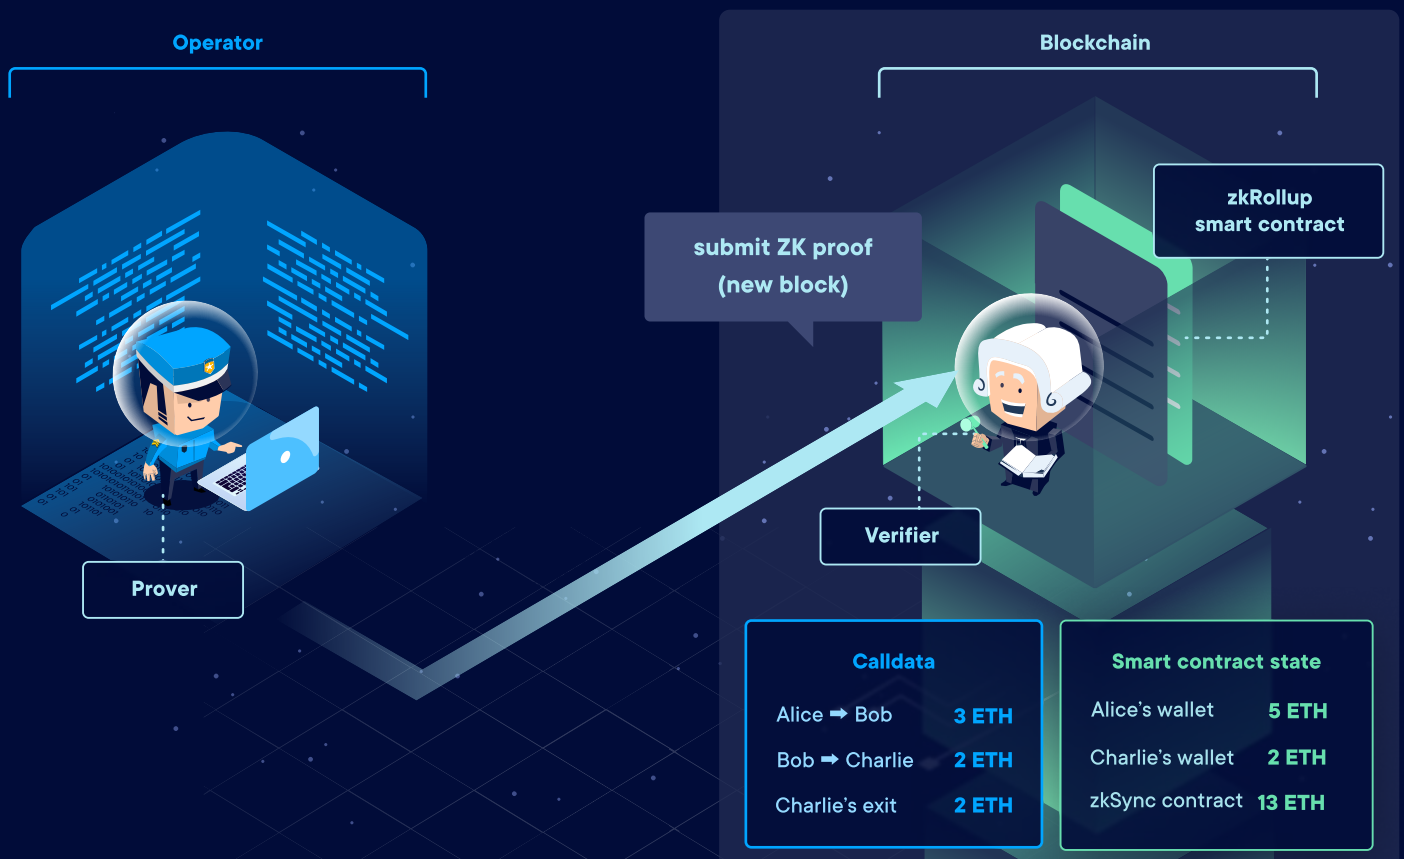 Operator
Blockchain
zkRollup
smart contract
submit ZK proof
(new block)
Verifier
Prover
Calldata
Alice ➡ Bob 3 ETH
Bob ➡ Charlie 2 ETH
Charlie’s exit 2 ETH
Smart contract state
Alice’s wallet 5 ETH
Charlie’s wallet 2 ETH
zkSync contract 13 ETH